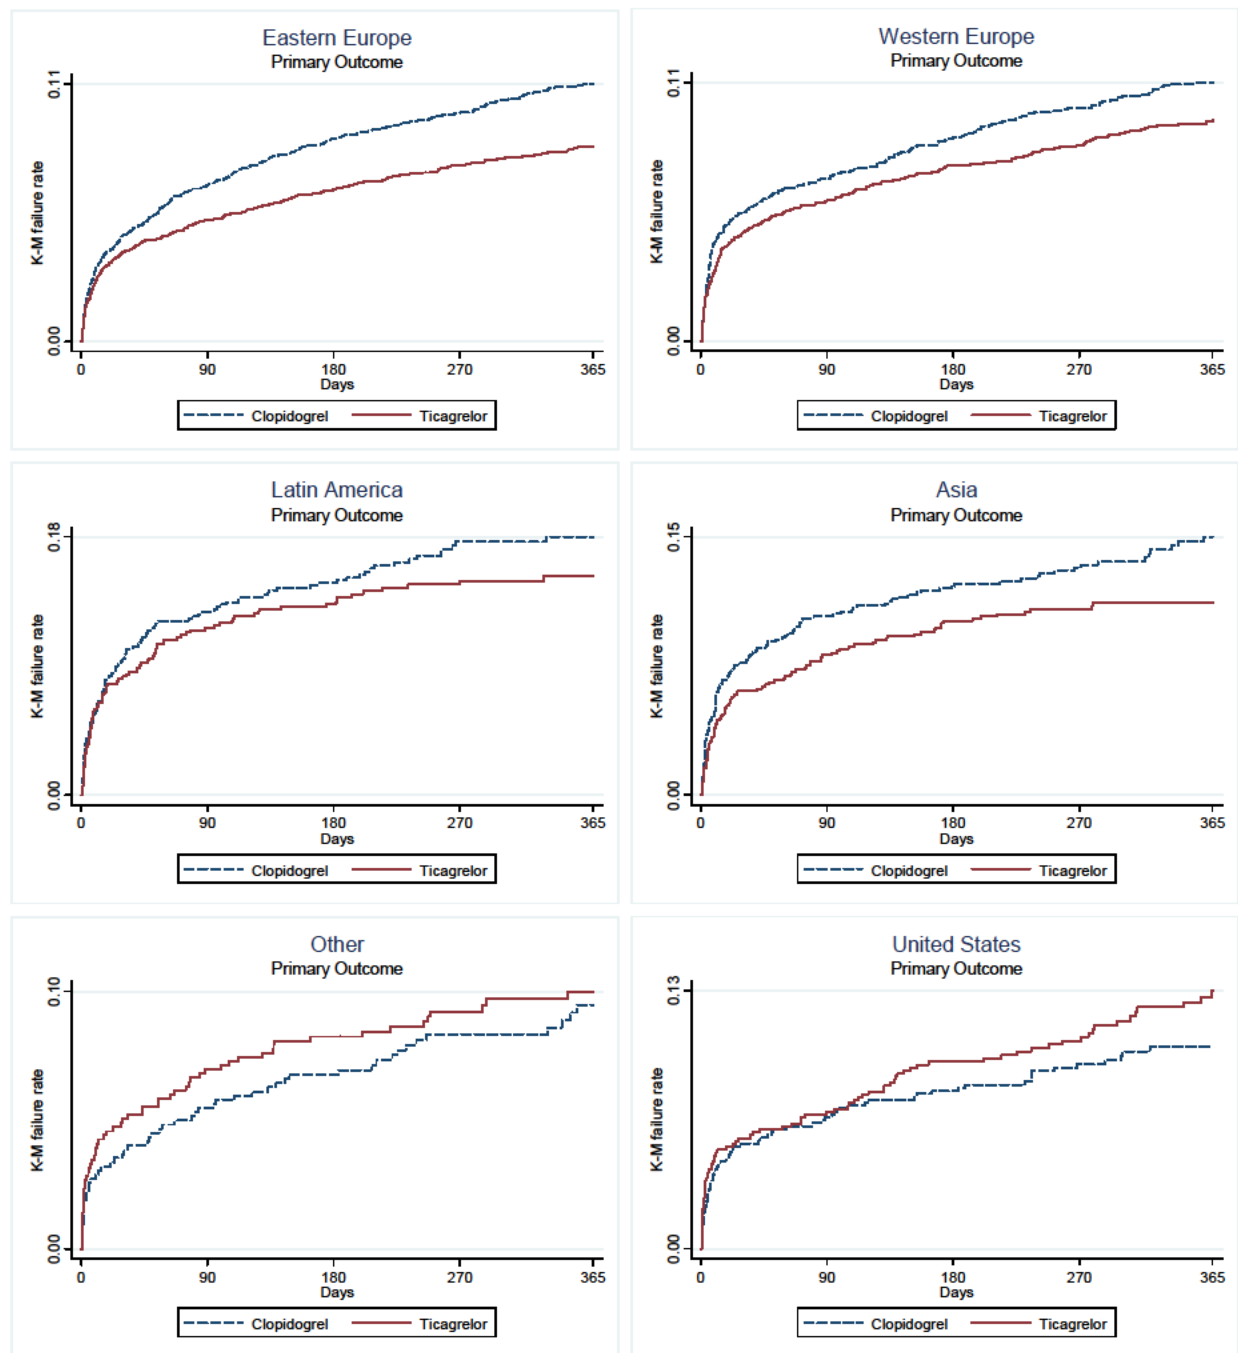 Eastern Europe
Primary Outcome
K-M failure rate
0.11
0.00
0 90 180 270 365
Days
Clopidogrel Ticagrelor
Western Europe
Primary Outcome
K-M failure rate
0.11
0.00
0 90 180 270 365
Days
Clopidogrel Ticagrelor
Latin America
Primary Outcome
K-M failure rate
0.18
0.00
0 90 180 270 365
Days
Clopidogrel Ticagrelor
Asia
Primary Outcome
K-M failure rate
0.15
0.00
0 90 180 270 365
Days
Clopidogrel Ticagrelor
Other
Primary Outcome
K-M failure rate
0.10
0.00
0 90 180 270 365
Days
Clopidogrel Ticagrelor
United States
Primary Outcome
K-M failure rate
0.13
0.00
0 90 180 270 365
Days
Clopidogrel Ticagrelor